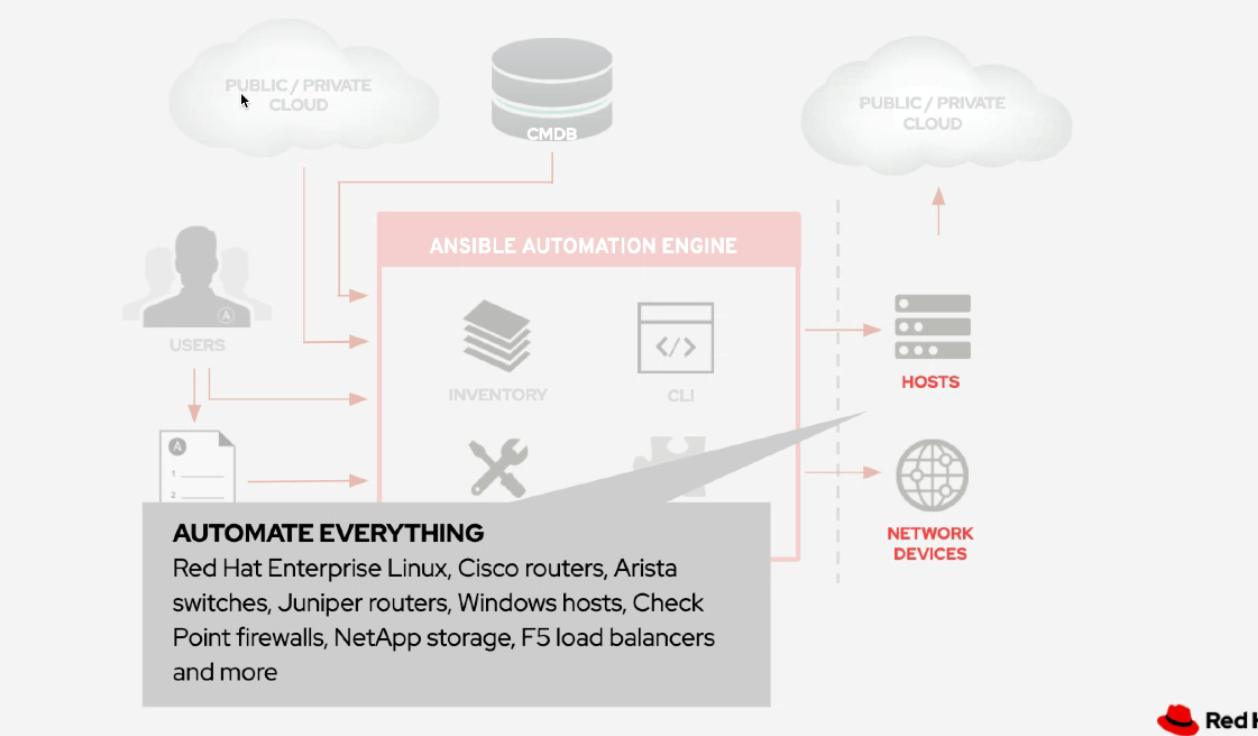 PUBLIC / PRIVATE
CLOUD
CMDB
PUBLIC / PRIVATE
CLOUD
ANSIBLE AUTOMATION ENGINE
USERS
INVENTORY
CLI
HOSTS
A
1
2
NETWORK
DEVICES
AUTOMATE EVERYTHING
Red Hat Enterprise Linux, Cisco routers, Arista
switches, Juniper routers, Windows hosts, Check
Point firewalls, NetApp storage, F5 load balancers
and more
Red H